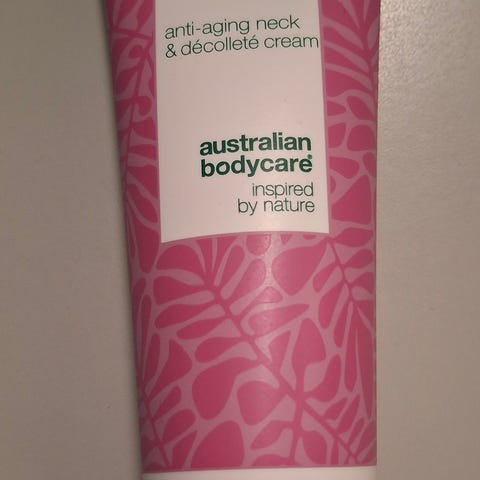 anti-aging neck
& décolleté cream
australian
bodycare®
inspired
by nature